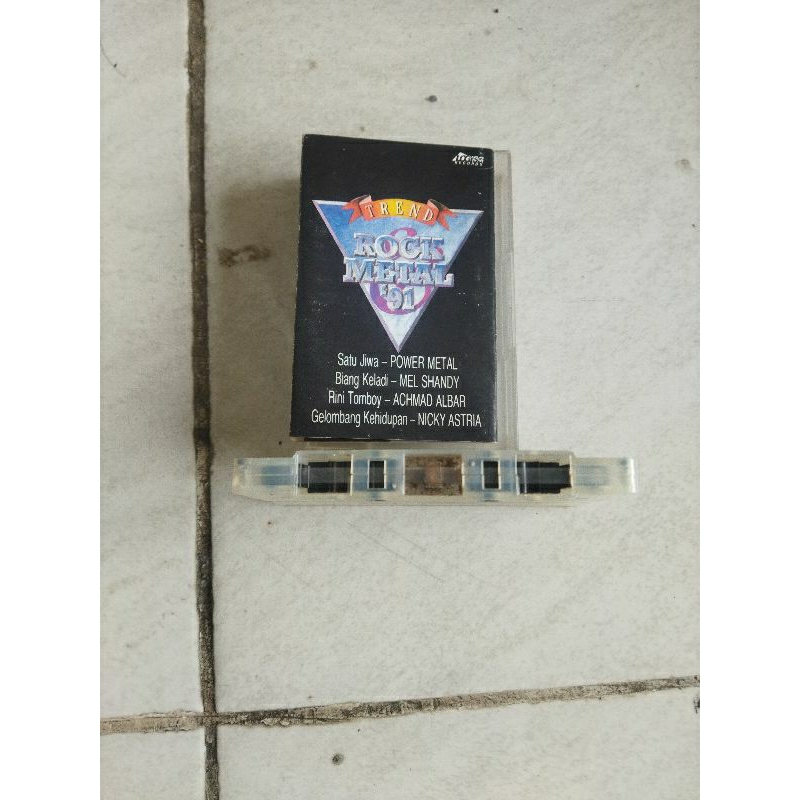 RECORDS
TREND
ROCK
&
METAL
'91
Satu Jiwa – POWER METAL
Biang Keladi – MEL SHANDY
Rini Tomboy – ACHMAD ALBAR
Gelombang Kehidupan – NICKY ASTRIA